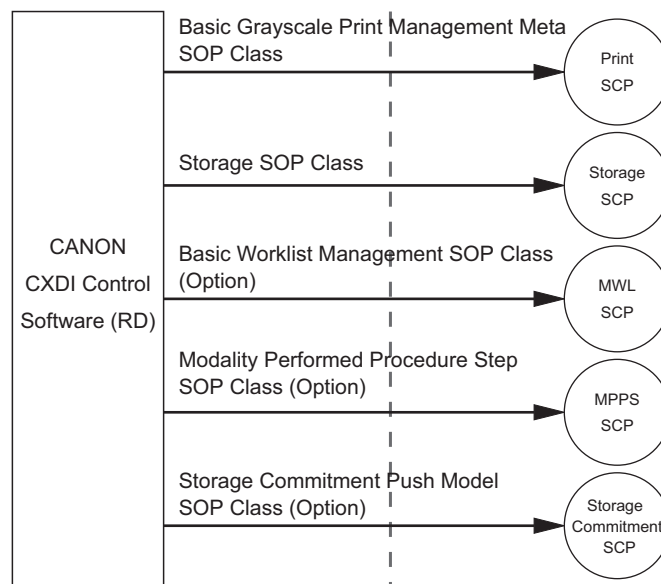 Basic Grayscale Print Management Meta
SOP Class
Print
SCP
Storage SOP Class
Storage
SCP
CANON
CXDI Control
Software (RD)
Basic Worklist Management SOP Class
(Option)
MWL
SCP
Modality Performed Procedure Step
SOP Class (Option)
MPPS
SCP
Storage Commitment Push Model
SOP Class (Option)
Storage
Commitment
SCP